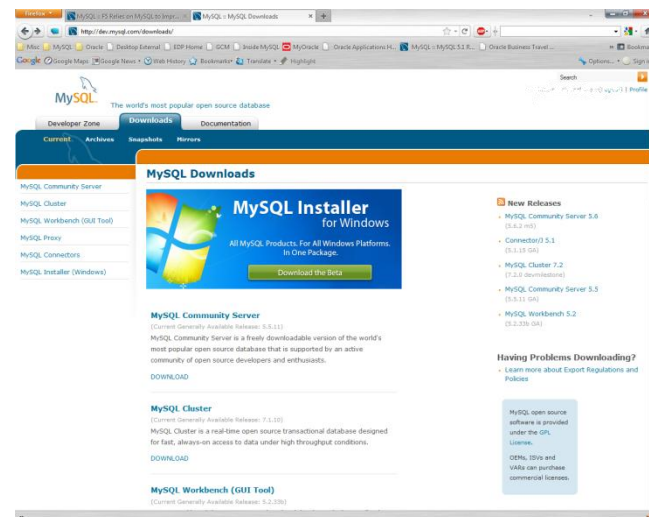 Firefox
MySQL :: F5 Relies on MySQL to Impr...
MySQL :: MySQL Downloads
http://dev.mysql.com/downloads/
Misc
MySQL
Oracle
Desktop External
EDP Home
GCM
Inside MySQL
MyOracle
Oracle Applications H...
MySQL :: MySQL 5.1 R...
Oracle Business Travel ...
Bookma
Google
Google Maps
Google News
Web History
Bookmarks
Translate
Highlight
Options...
Sign i
Search
Profile
MySQL
The world's most popular open source database
Developer Zone
Downloads
Documentation
Current
Archives
Snapshots
Mirrors
MySQL Community Server
MySQL Cluster
MySQL Workbench (GUI Tool)
MySQL Proxy
MySQL Connectors
MySQL Installer (Windows)
MySQL Downloads
MySQL Installer
for Windows
All MySQL Products. For All Windows Platforms.
In One Package.
Download the Beta
MySQL Community Server
(Current Generally Available Release: 5.5.11)
MySQL Community Server is a freely downloadable version of the world's
most popular open source database that is supported by an active
community of open source developers and enthusiasts.
DOWNLOAD
MySQL Cluster
(Current Generally Available Release: 7.1.10)
MySQL Cluster is a real-time open source transactional database designed
for fast, always-on access to data under high throughput conditions.
DOWNLOAD
MySQL Workbench (GUI Tool)
(Current Generally Available Release: 5.2.33b)
New Releases
MySQL Community Server 5.6
(5.6.2 m5)
Connector/J 5.1
(5.1.15 GA)
MySQL Cluster 7.2
(7.2.0 devmilestone)
MySQL Community Server 5.5
(5.5.11 GA)
MySQL Workbench 5.2
(5.2.33b GA)
Having Problems Downloading?
Learn more about Export Regulations and
Policies
MySQL open source
software is provided
under the GPL
License.
OEMs, ISVs and
VARs can purchase
commercial licenses.